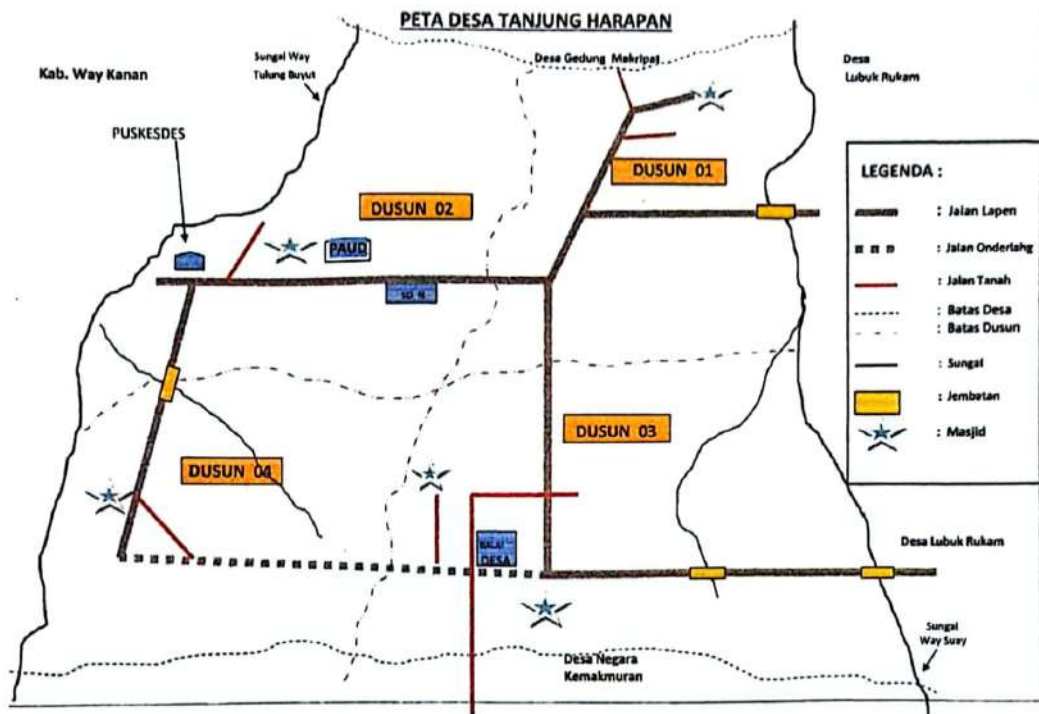 PETA DESA TANJUNG HARAPAN
Kab. Way Kanan
Sungai Way
Tulung Buyut
Desa Gedung Makripat
Desa
Lubuk Rukam
PUSKESDES
DUSUN 01
DUSUN 02
PAUD
SD N
LEGENDA :
: Jalan Lapen
: Jalan Onderlahg
: Jalan Tanah
: Batas Desa
: Batas Dusun
: Sungai
: Jembatan
: Masjid
DUSUN 03
DUSUN 04
BALAI
DESA
Desa Lubuk Rukam
Desa Negara
Kemakmuran
Sungai
Way Suay